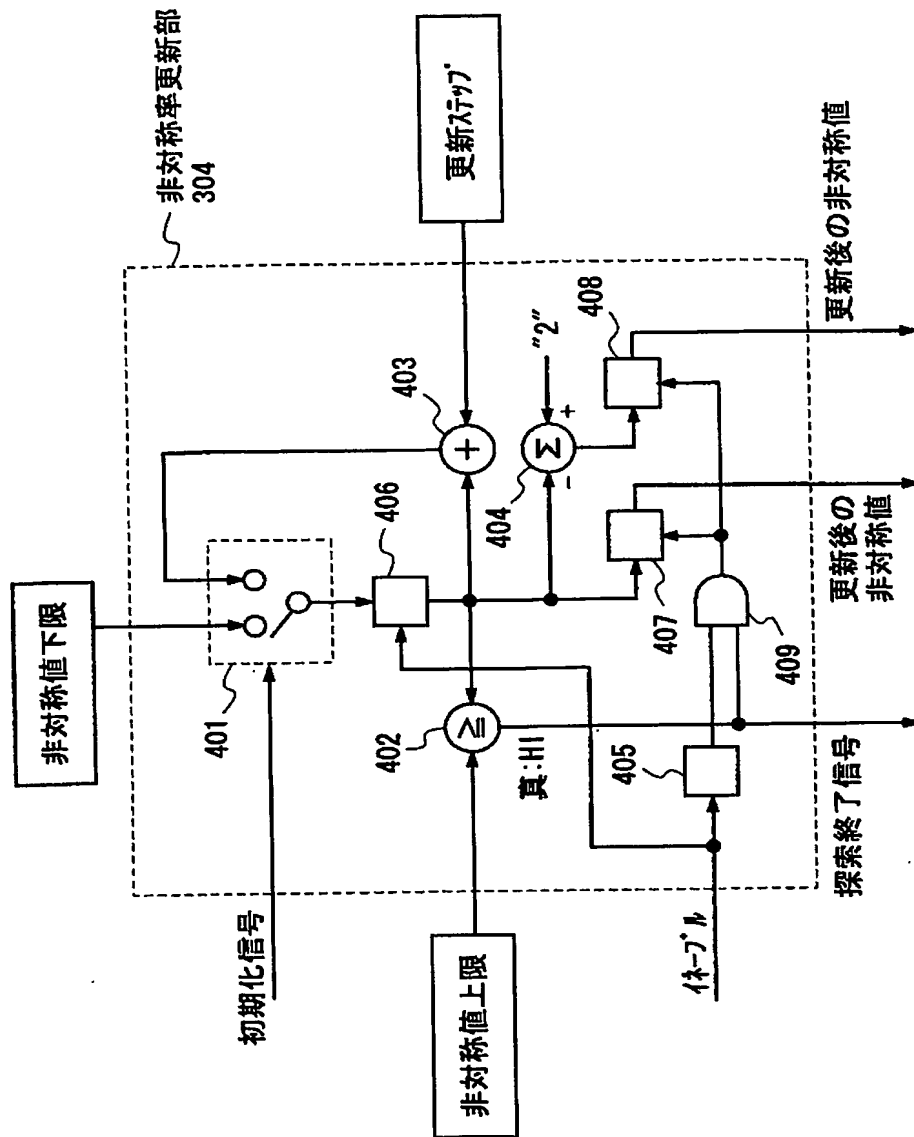 非対称率更新部
304
非対称値下限
初期化信号
401
更新ステップ
403
+
406
非対称値上限
402
≧
真:HI
404
Σ
-
+
"2"
408
407
409
405
イネーブル
探索終了信号
更新後の
非対称値
更新後の非対称値